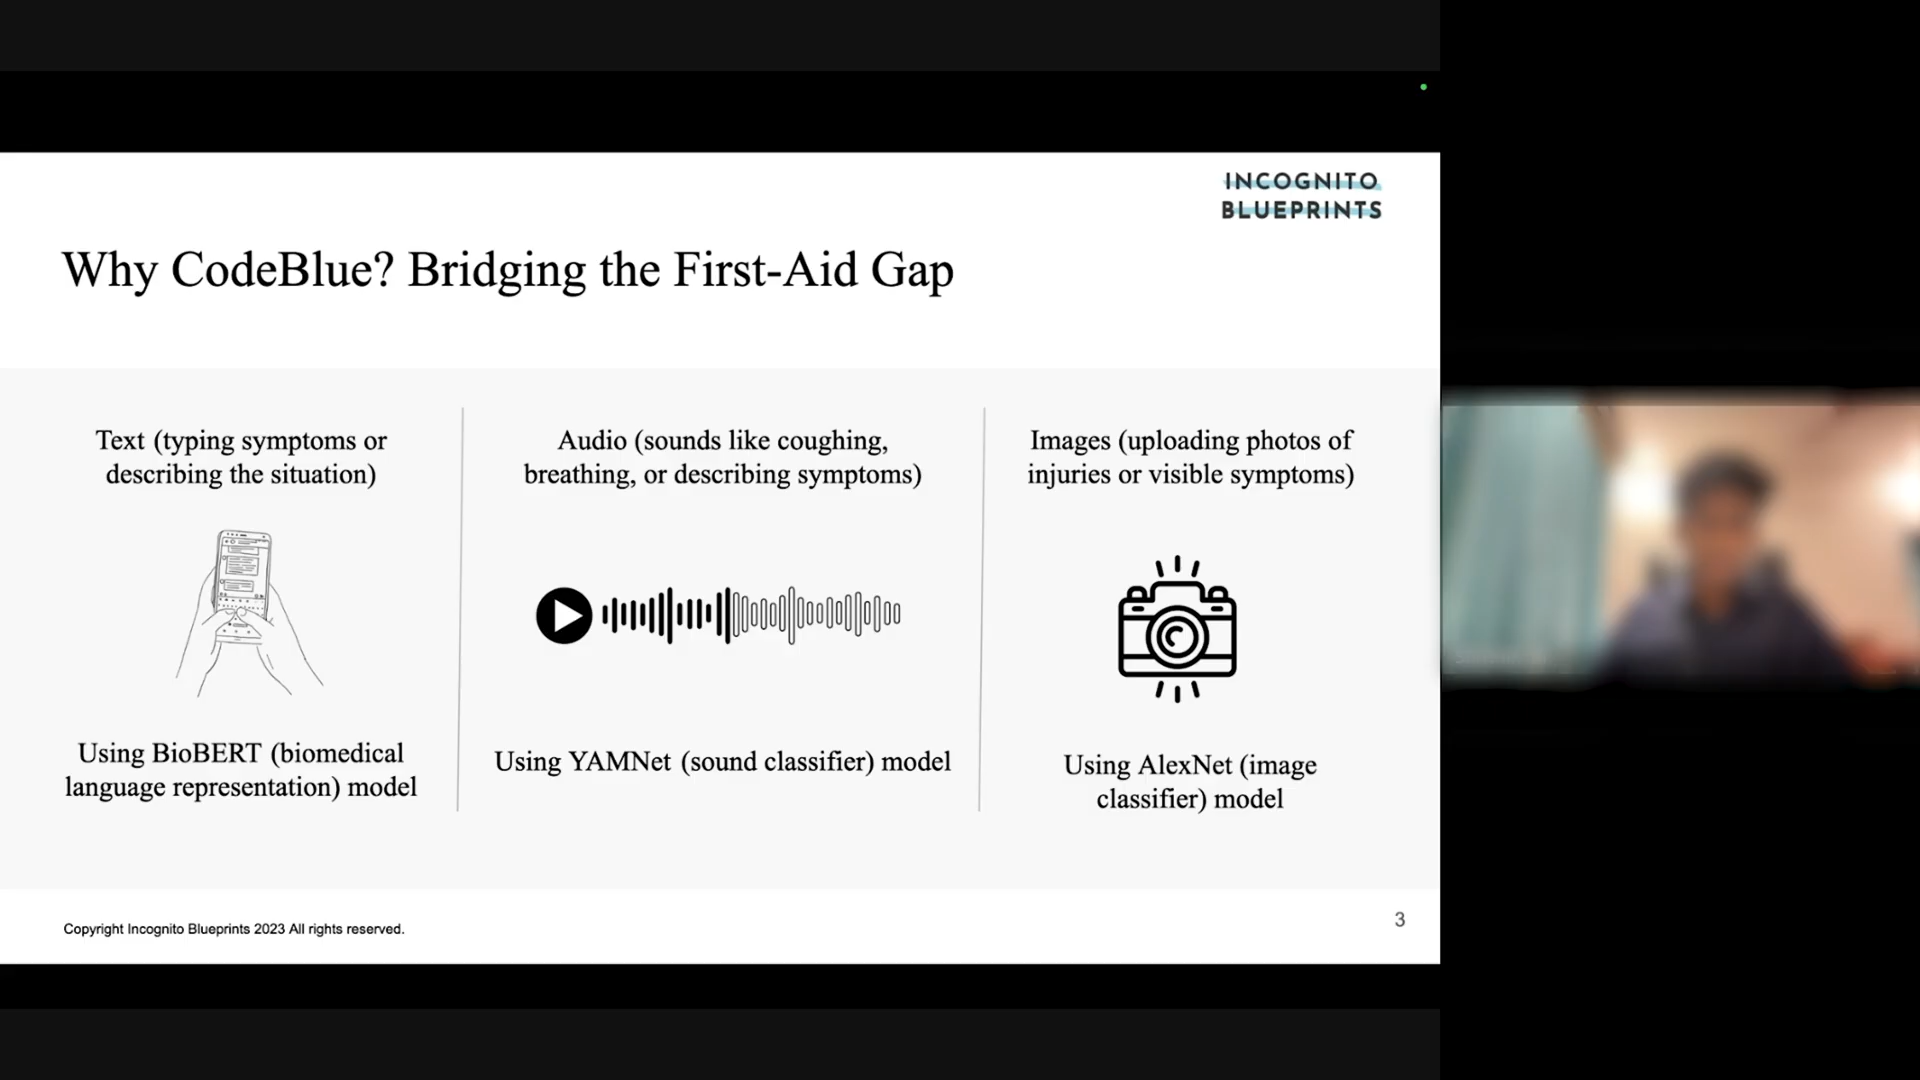 INCOGNITO
BLUEPRINTS
Why CodeBlue? Bridging the First-Aid Gap
Text (typing symptoms or
describing the situation)
Using BioBERT (biomedical
language representation) model
Audio (sounds like coughing,
breathing, or describing symptoms)
Using YAMNet (sound classifier) model
Images (uploading photos of
injuries or visible symptoms)
Using AlexNet (image
classifier) model
Copyright Incognito Blueprints 2023 All rights reserved.
3